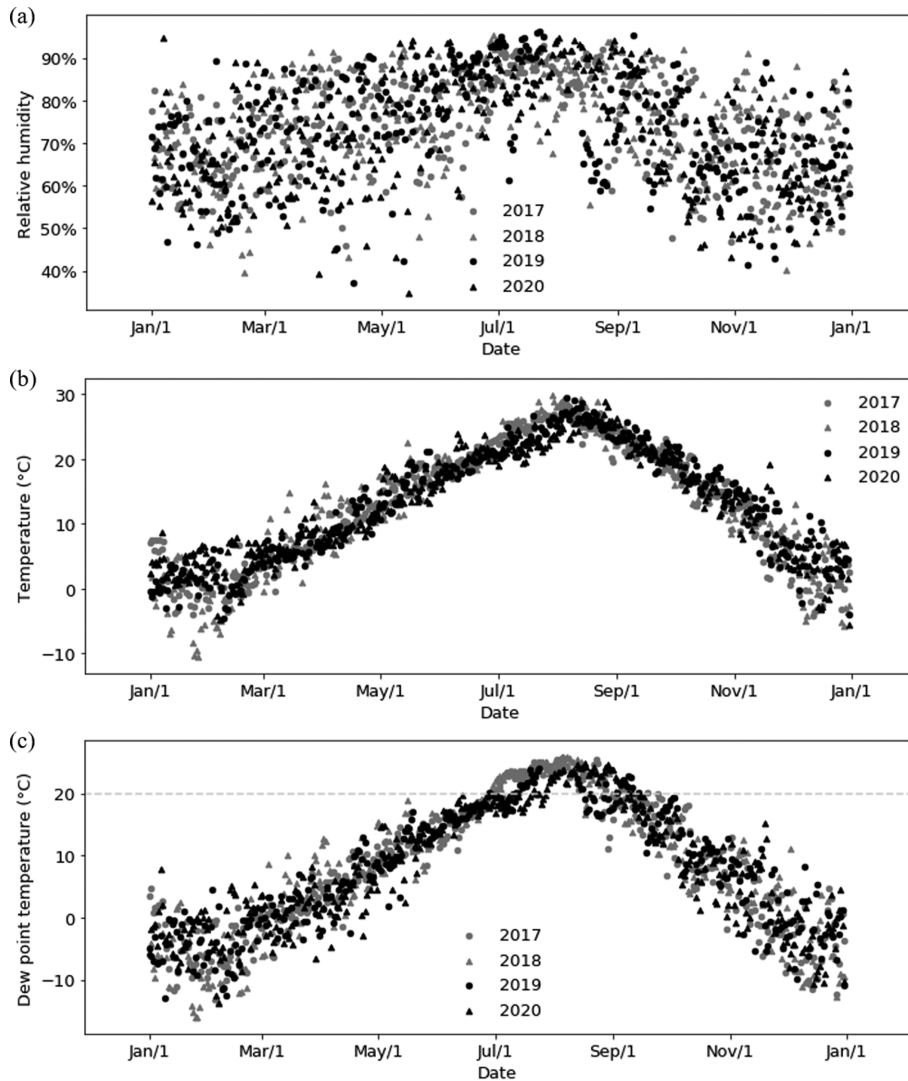 (a)
Relative humidity
90%
80%
70%
60%
50%
40%
2017
2018
2019
2020
Jan/1 Mar/1 May/1 Jul/1 Sep/1 Nov/1 Jan/1
Date
(b)
Temperature (°C)
30
20
10
0
−10
2017
2018
2019
2020
Jan/1 Mar/1 May/1 Jul/1 Sep/1 Nov/1 Jan/1
Date
(c)
Dew point temperature (°C)
20
10
0
−10
2017
2018
2019
2020
Jan/1 Mar/1 May/1 Jul/1 Sep/1 Nov/1 Jan/1
Date